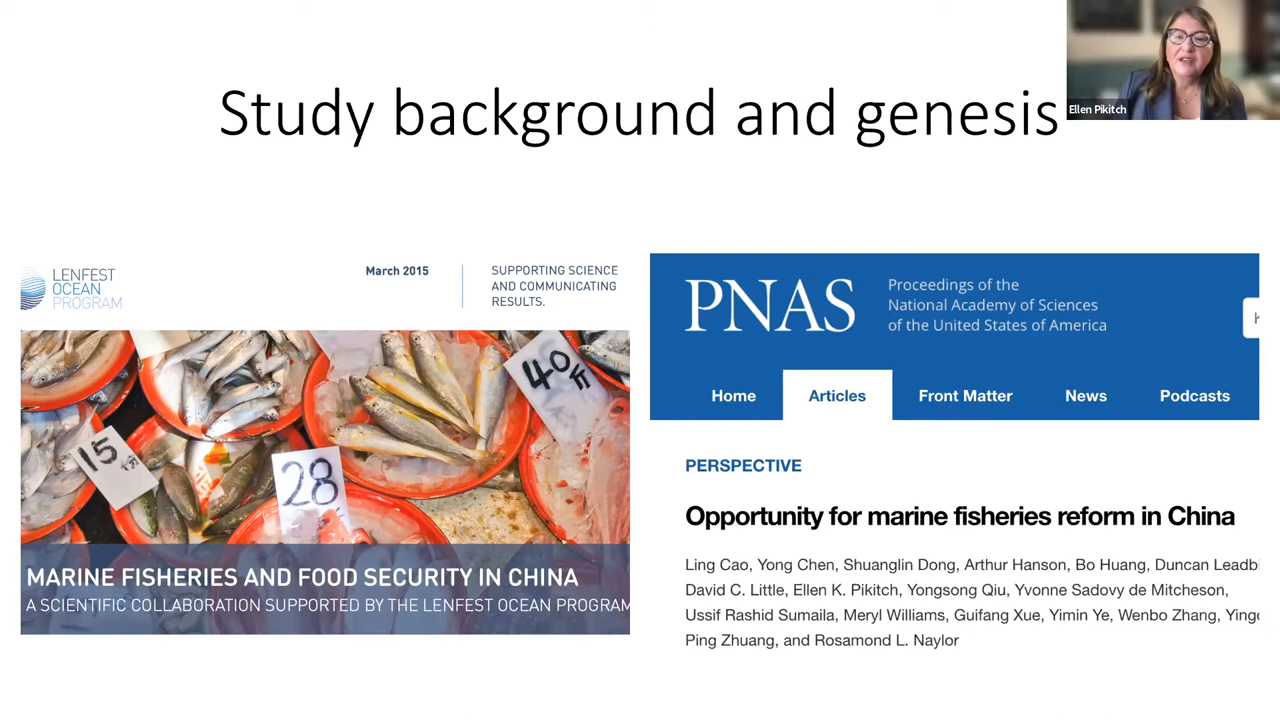 Study background and genesis
Ellen Pikitch
LENFEST
OCEAN
PROGRAM
March 2015
SUPPORTING SCIENCE
AND COMMUNICATING
RESULTS.
15
28
40
MARINE FISHERIES AND FOOD SECURITY IN CHINA
A SCIENTIFIC COLLABORATION SUPPORTED BY THE LENFEST OCEAN PROGRAM
PNAS
Proceedings of the
National Academy of Sciences
of the United States of America
Home Articles Front Matter News Podcasts
PERSPECTIVE
Opportunity for marine fisheries reform in China
Ling Cao, Yong Chen, Shuanglin Dong, Arthur Hanson, Bo Huang, Duncan Leadb
David C. Little, Ellen K. Pikitch, Yongsong Qiu, Yvonne Sadovy de Mitcheson,
Ussif Rashid Sumaila, Meryl Williams, Guifang Xue, Yimin Ye, Wenbo Zhang,
Ping Zhuang, and Rosamond L. Naylor